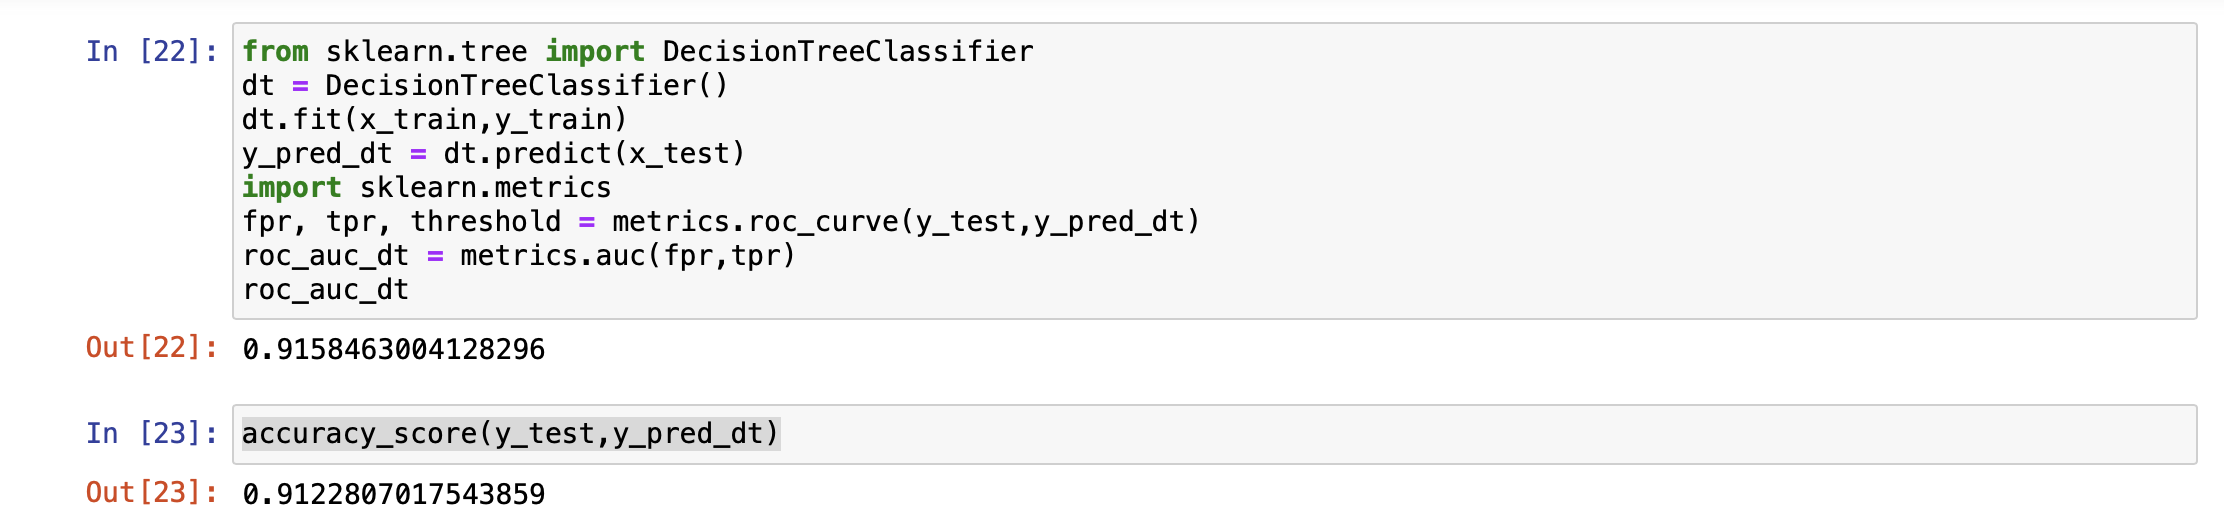 In [22]: from sklearn.tree import DecisionTreeClassifier
dt = DecisionTreeClassifier()
dt.fit(x_train,y_train)
y_pred_dt = dt.predict(x_test)
import sklearn.metrics
fpr, tpr, threshold = metrics.roc_curve(y_test,y_pred_dt)
roc_auc_dt = metrics.auc(fpr,tpr)
roc_auc_dt
Out[22]: 0.9158463004128296
In [23]: accuracy_score(y_test,y_pred_dt)
Out[23]: 0.9122807017543859